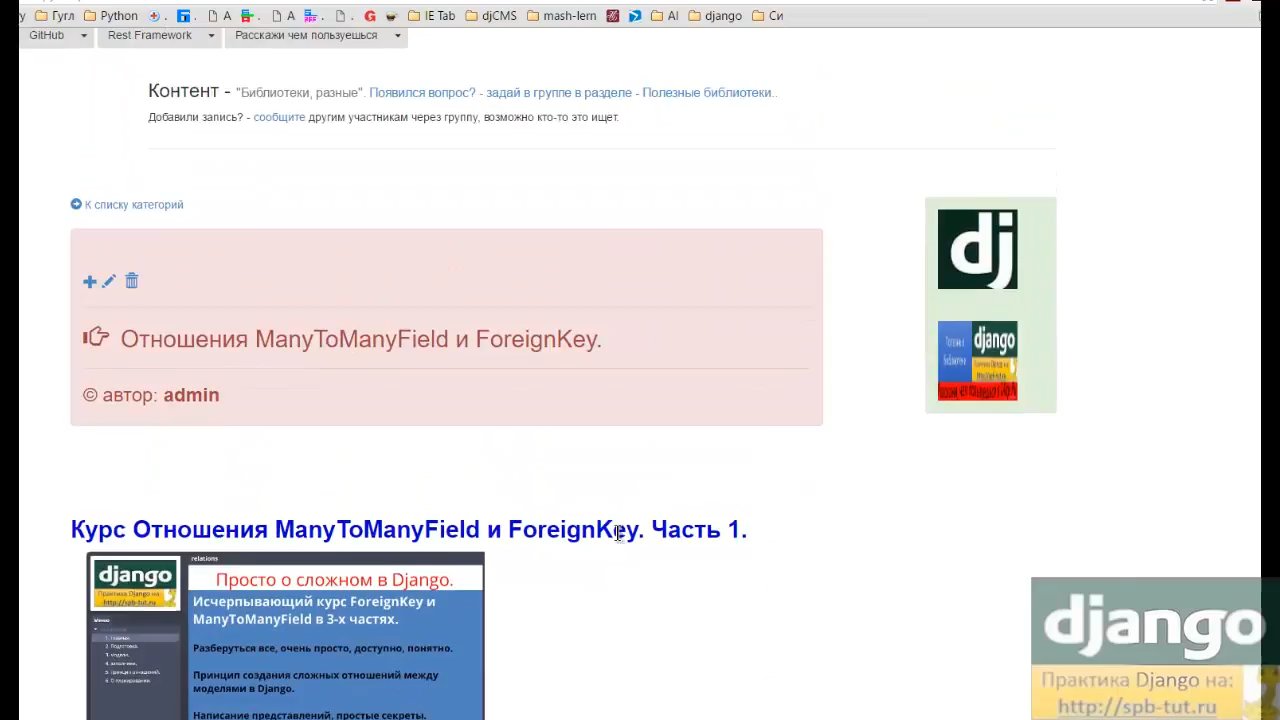 у Гугл Python A A G IE Tab djCMS mash-lern AI django Си
GitHub Rest Framework Расскажи чем пользуешься
Контент - "Библиотеки, разные". Появился вопрос? - задай в группе в разделе - Полезные библиотеки..
Добавили запись? - сообщите другим участникам через группу, возможно кто-то это ищет.
К списку категорий
dj
Отношения ManyToManyField и ForeignKey.
django
© автор: admin
Курс Отношения ManyToManyField и ForeignKey. Часть 1.
relations
django
Практика Django на:
http://spb-tut.ru
Просто о сложном в Django.
Исчерпывающий курс ForeignKey и
ManyToManyField в 3-х частях.
Разберуться все, очень просто, доступно, понятно.
Принцип создания сложных отношений между
моделями в Django.
Написание представлений, простые секреты.
django
Практика Django на:
http://spb-tut.ru